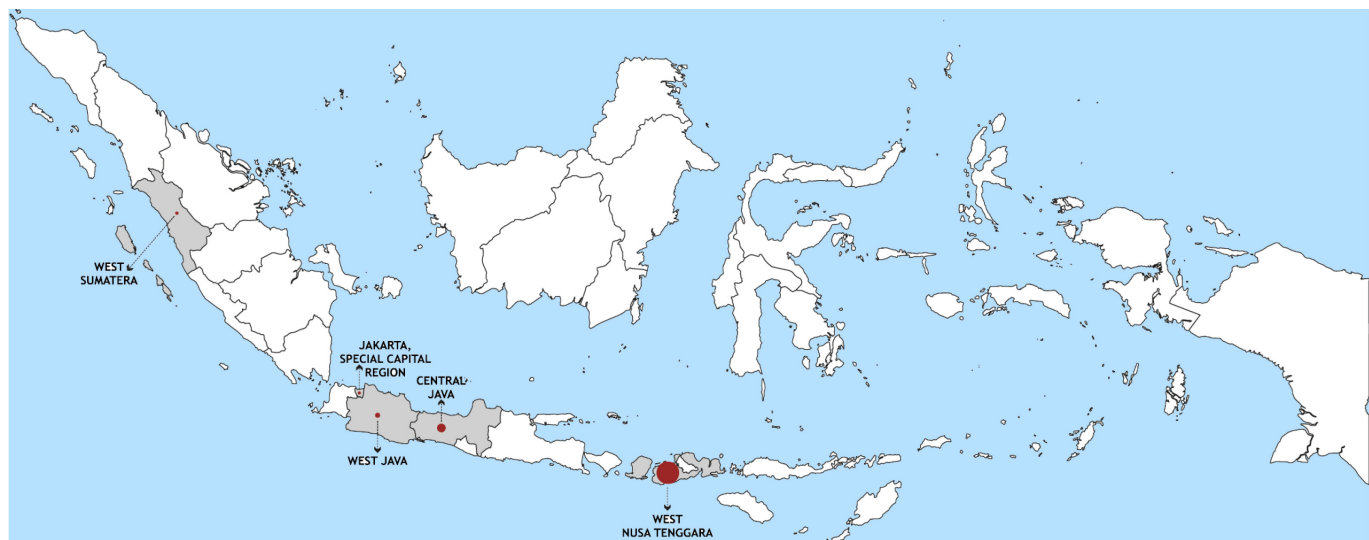 WEST
SUMATERA
JAKARTA,
SPECIAL CAPITAL
REGION
CENTRAL
JAVA
WEST JAVA
WEST
NUSA TENGGARA